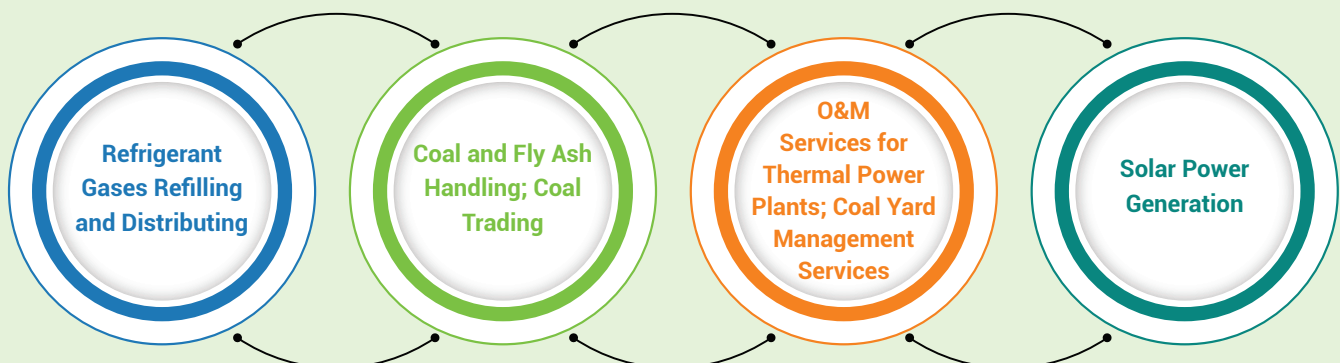 Refrigerant
Gases Refilling
and Distributing
Coal and Fly Ash
Handling; Coal
Trading
O&M
Services for
Thermal Power
Plants; Coal Yard
Management
Services
Solar Power
Generation